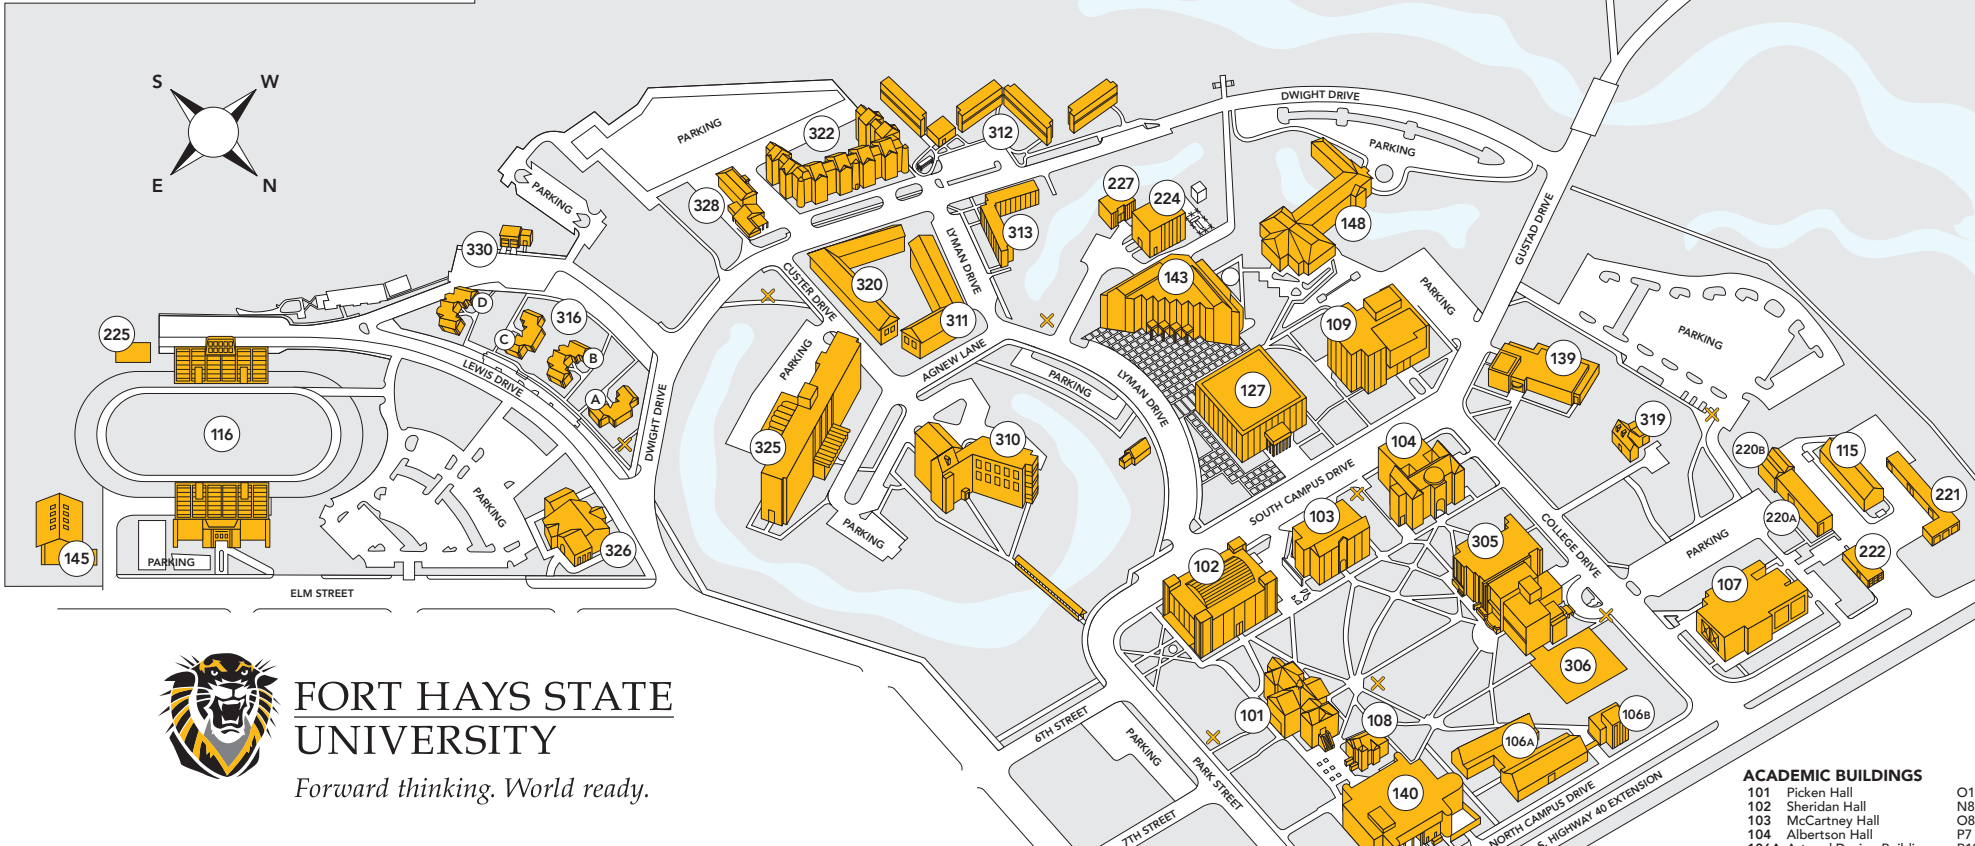 S
W
E
N
DWIGHT DRIVE
PARKING
322
312
PARKING
PARKING
328
227
224
148
313
330
LYMAN DRIVE
GUSTAD DRIVE
CUSTER DRIVE
320
143
PARKING
D
316
311
109
225
C
B
PARKING
PARKING
139
LEWIS DRIVE
AGNEW LANE
PARKING
LYMAN DRIVE
127
A
DWIGHT DRIVE
319
116
325
310
104
220B
115
PARKING
SOUTH CAMPUS DRIVE
221
103
220A
COLLEGE DRIVE
PARKING
305
PARKING
222
145
PARKING
326
102
107
ELM STREET
306
FORT HAYS STATE
UNIVERSITY
Forward thinking. World ready.
101
108
106B
6TH STREET
PARKING
106A
PARK STREET
140
7TH STREET
NORTH CAMPUS DRIVE
S. HIGHWAY 40 EXTENSION
ACADEMIC BUILDINGS
101 Picken Hall O1
102 Sheridan Hall N8
103 McCartney Hall O8
104 Albertson Hall P7